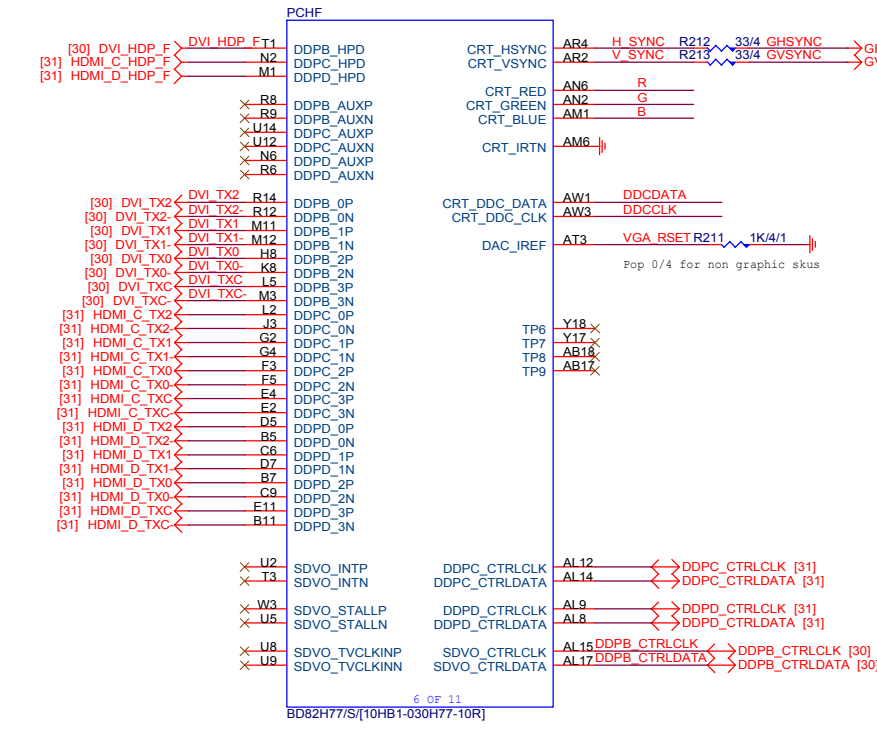 PCHF
[30] DVI_HDP_F DVI_HDP_F T1 DDPB_HPD
[31] HDMI_C_HDP_F N2 DDPC_HPD
[31] HDMI_D_HDP_F M1 DDPD_HPD
R8 DDPB_AUXP
R9 DDPB_AUXN
U14 DDPC_AUXP
U12 DDPC_AUXN
N6 DDPD_AUXP
R6 DDPD_AUXN
[30] DVI_TX2 DVI_TX2 R14 DDPB_0P
[30] DVI_TX2- DVI_TX2- R12 DDPB_0N
[30] DVI_TX1 DVI_TX1 M11 DDPB_1P
[30] DVI_TX1- DVI_TX1- M12 DDPB_1N
[30] DVI_TX0 DVI_TX0 H8 DDPB_2P
[30] DVI_TX0- DVI_TX0- K8 DDPB_2N
[30] DVI_TXC DVI_TXC L5 DDPB_3P
[30] DVI_TXC- DVI_TXC- M3 DDPB_3N
[31] HDMI_C_TX2 L2 DDPC_0P
[31] HDMI_C_TX2- J3 DDPC_0N
[31] HDMI_C_TX1 G2 DDPC_1P
[31] HDMI_C_TX1- G4 DDPC_1N
[31] HDMI_C_TX0 F3 DDPC_2P
[31] HDMI_C_TX0- F5 DDPC_2N
[31] HDMI_C_TXC E4 DDPC_3P
[31] HDMI_C_TXC- E2 DDPC_3N
[31] HDMI_D_TX2 D5 DDPD_0P
[31] HDMI_D_TX2- B5 DDPD_0N
[31] HDMI_D_TX1 C6 DDPD_1P
[31] HDMI_D_TX1- D7 DDPD_1N
[31] HDMI_D_TX0 B7 DDPD_2P
[31] HDMI_D_TX0- C9 DDPD_2N
[31] HDMI_D_TXC E11 DDPD_3P
[31] HDMI_D_TXC- B11 DDPD_3N
U2 SDVO_INTP
T3 SDVO_INTN
W3 SDVO_STALLP
U5 SDVO_STALLN
U8 SDVO_TVCLKINP
U9 SDVO_TVCLKINN
CRT_HSYNC AR4 H_SYNC R212 33/4 GHSYNC
CRT_VSYNC AR2 V_SYNC R213 33/4 GVSYNC
CRT_RED AN6 R
CRT_GREEN AN2 G
CRT_BLUE AM1 B
CRT_IRTN AM6
CRT_DDC_DATA AW1 DDCDATA
CRT_DDC_CLK AW3 DDCCLK
DAC_IREF AT3 VGA_RSET R211 1K/4/1
Pop 0/4 for non graphic skus
TP6 Y18
TP7 Y17
TP8 AB18
TP9 AB17
DDPC_CTRLCLK AL12 DDPC_CTRLCLK [31]
DDPC_CTRLDATA AL14 DDPC_CTRLDATA [31]
DDPD_CTRLCLK AL9 DDPD_CTRLCLK [31]
DDPD_CTRLDATA AL8 DDPD_CTRLDATA [31]
SDVO_CTRLCLK AL15 DDPB_CTRLCLK DDPB_CTRLCLK [30]
SDVO_CTRLDATA AL17 DDPB_CTRLDATA DDPB_CTRLDATA [30]
6 OF 11
BD82H77/S/[10HB1-030H77-10R]